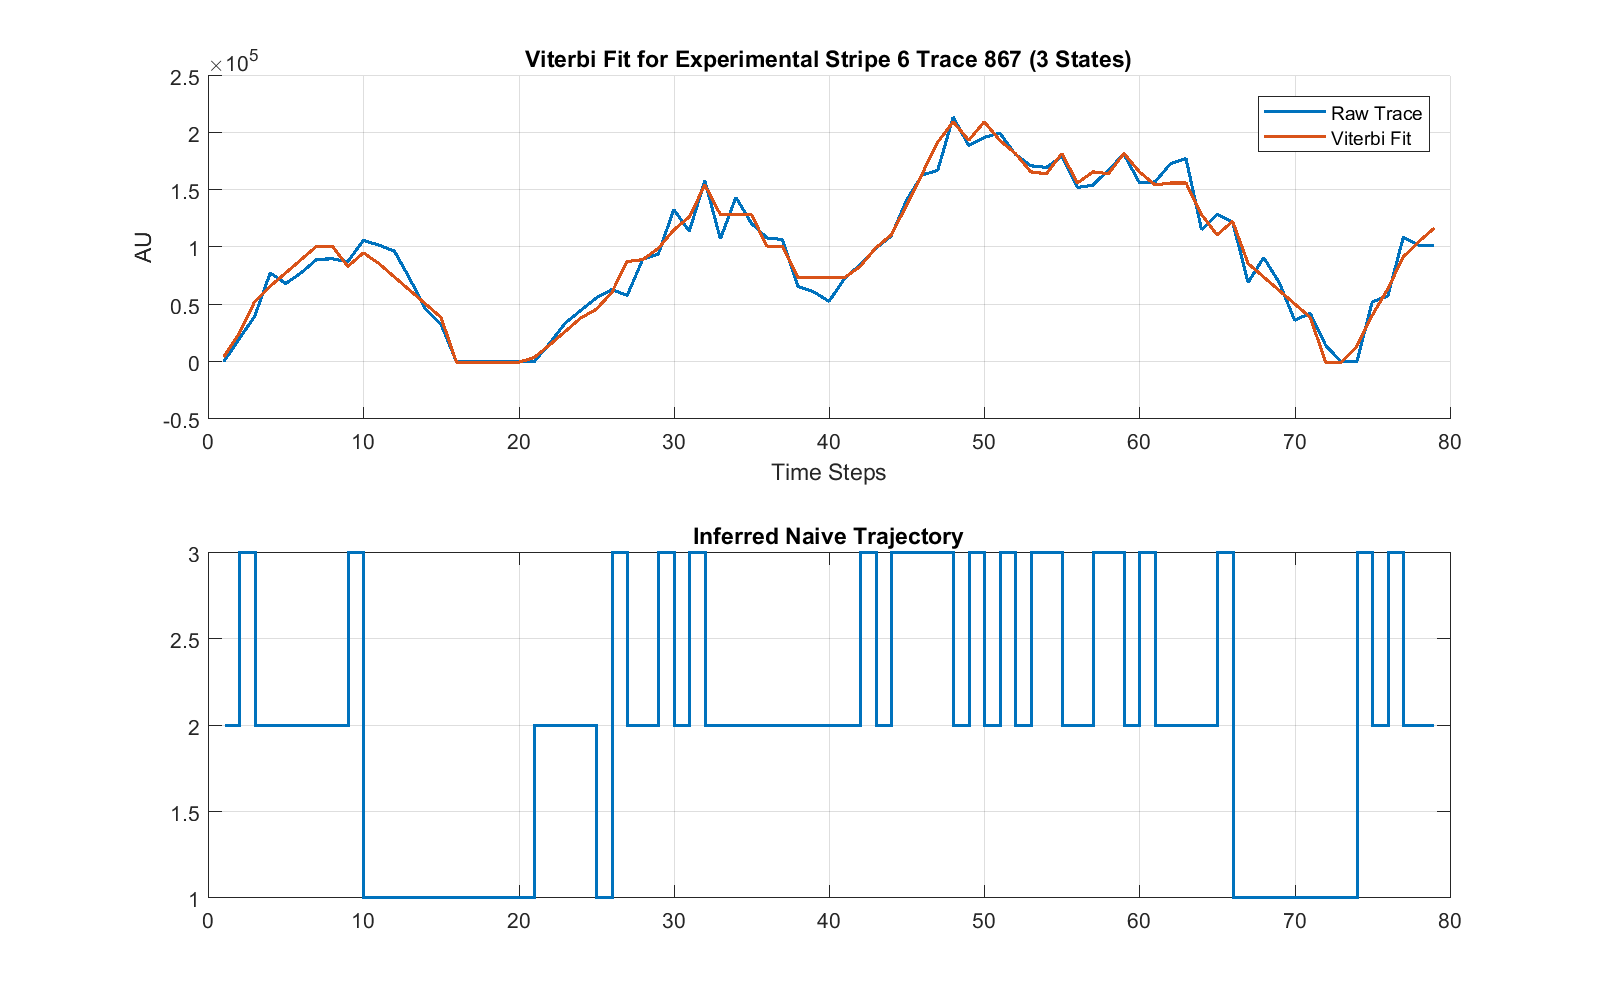 Viterbi Fit for Experimental Stripe 6 Trace 867 (3 States)
×10^5
2.5
2
1.5
1
0.5
0
-0.5
AU
Raw Trace
Viterbi Fit
0 10 20 30 40 50 60 70 80
Time Steps
Inferred Naive Trajectory
3
2.5
2
1.5
1
0 10 20 30 40 50 60 70 80